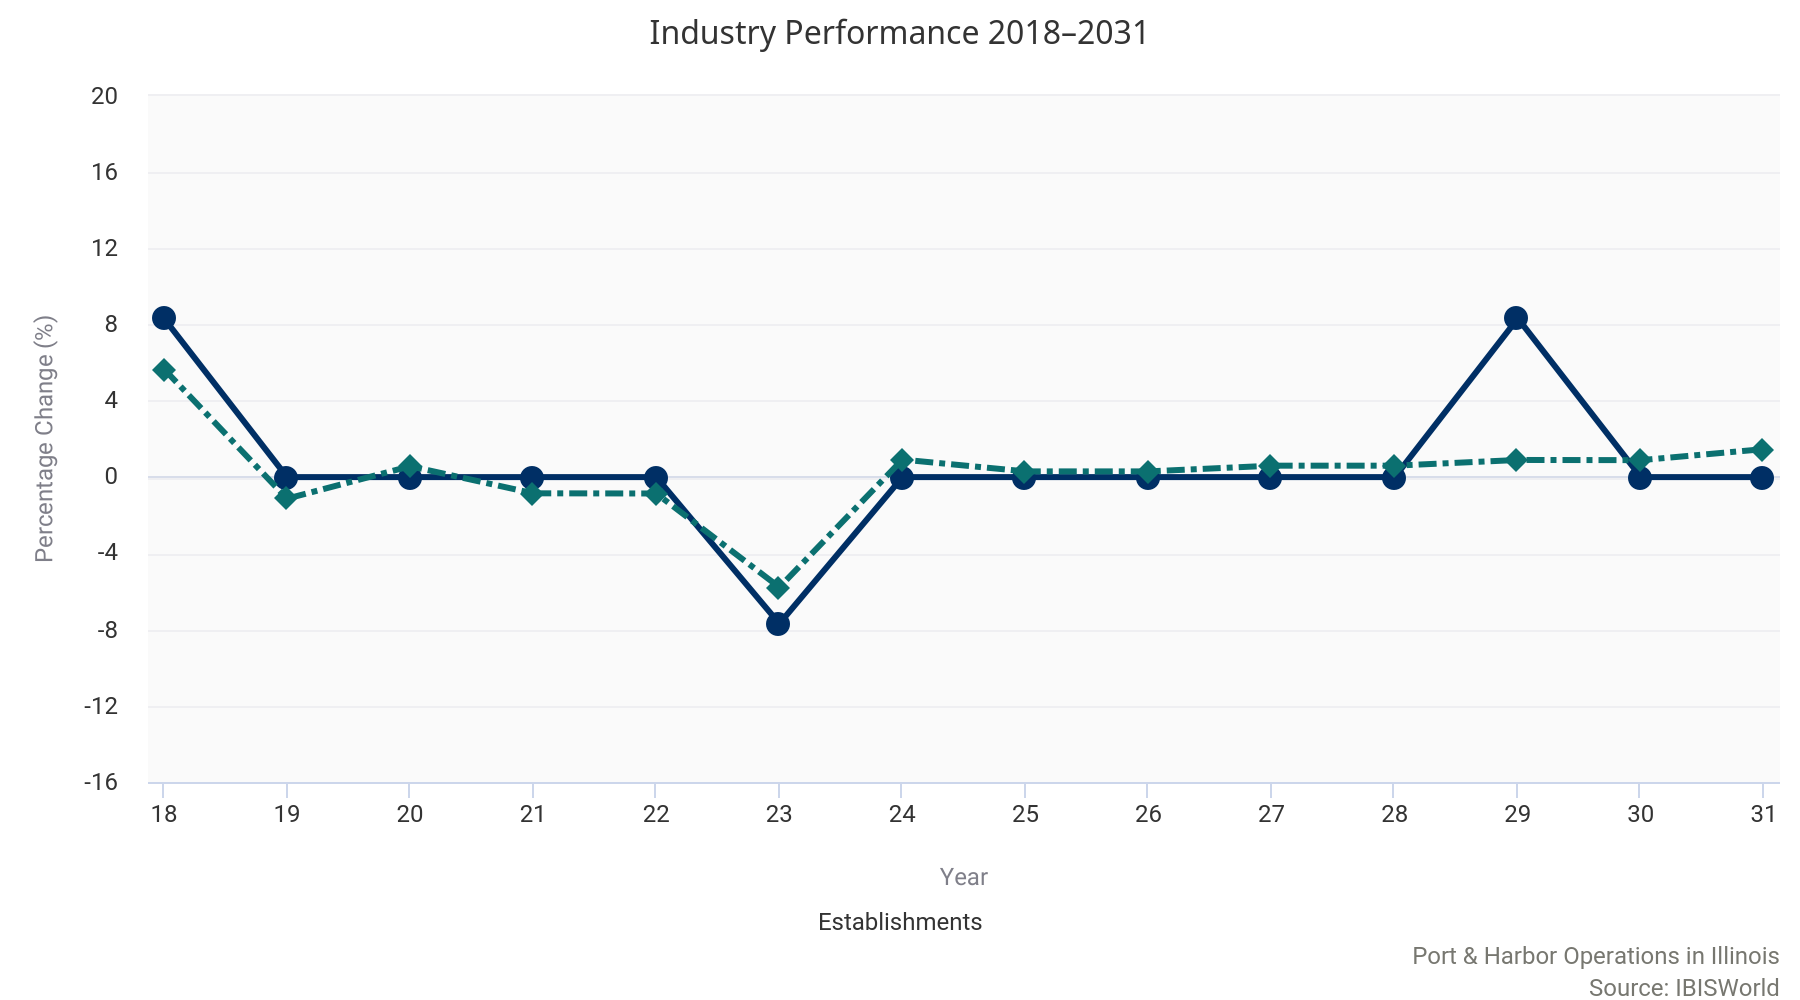 Industry Performance 2018–2031
Percentage Change (%)
20
16
12
8
4
0
-4
-8
-12
-16
18 19 20 21 22 23 24 25 26 27 28 29 30 31
Year
Establishments
Port & Harbor Operations in Illinois
Source: IBISWorld